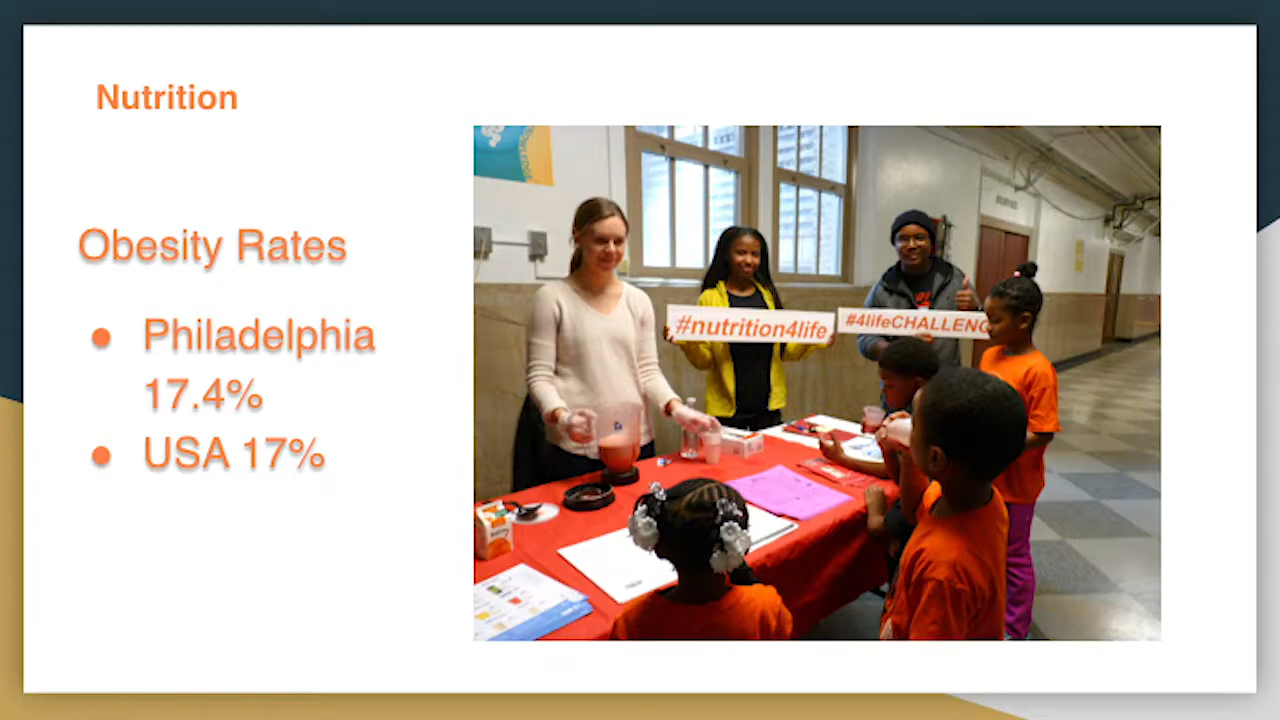 Nutrition
Obesity Rates
● Philadelphia
17.4%
● USA 17%
#nutrition4life
#4lifeCHALLENG